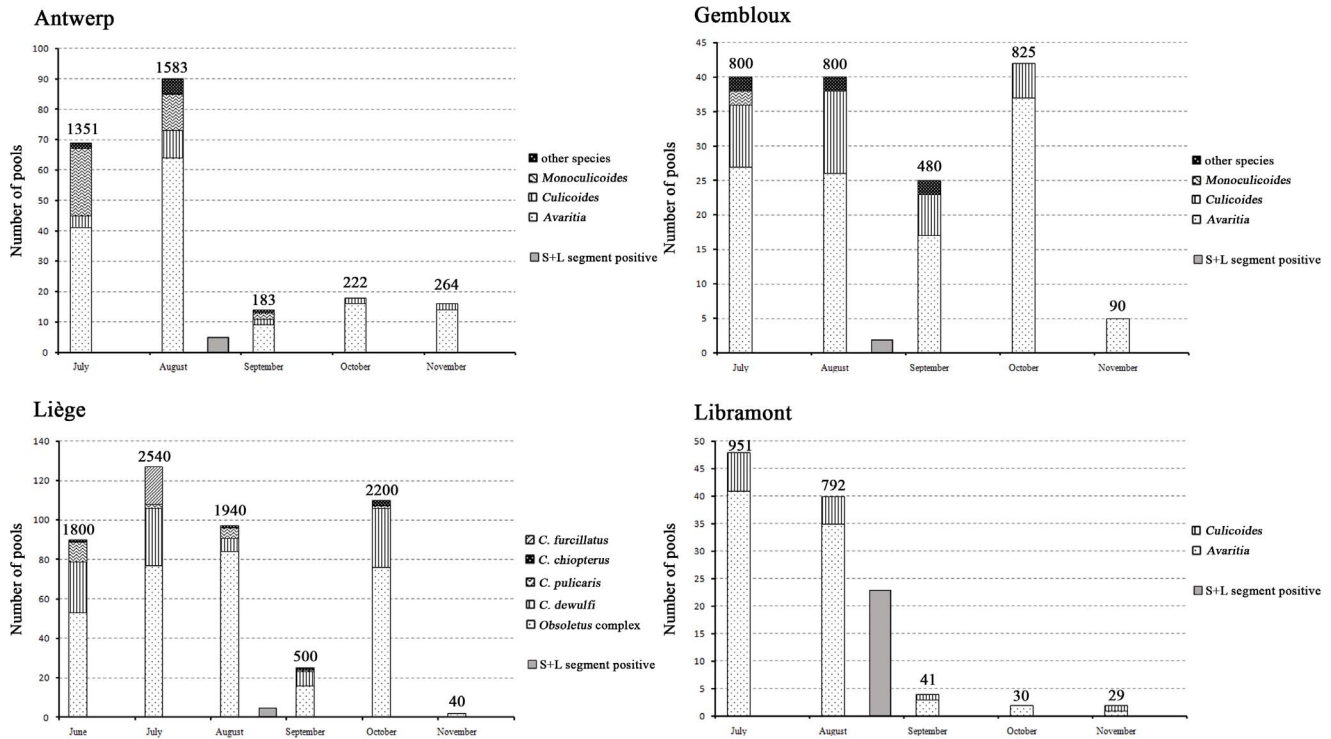 Antwerp
Number of pools
100
90
80
70
60
50
40
30
20
10
0
1351
1583
183
222
264
July
August
September
October
November
other species
Monoculicoides
Culicoides
Avaritia
S+L segment positive
Gembloux
Number of pools
45
40
35
30
25
20
15
10
5
0
800
800
480
825
90
July
August
September
October
November
other species
Monoculicoides
Culicoides
Avaritia
S+L segment positive
Liège
Number of pools
140
120
100
80
60
40
20
0
1800
2540
1940
500
2200
40
June
July
August
September
October
November
C. furcillatus
C. chiopterus
C. pulicaris
C. dewulfi
Obsoletus complex
S+L segment positive
Libramont
Number of pools
50
45
40
35
30
25
20
15
10
5
0
951
792
41
30
29
July
August
September
October
November
Culicoides
Avaritia
S+L segment positive